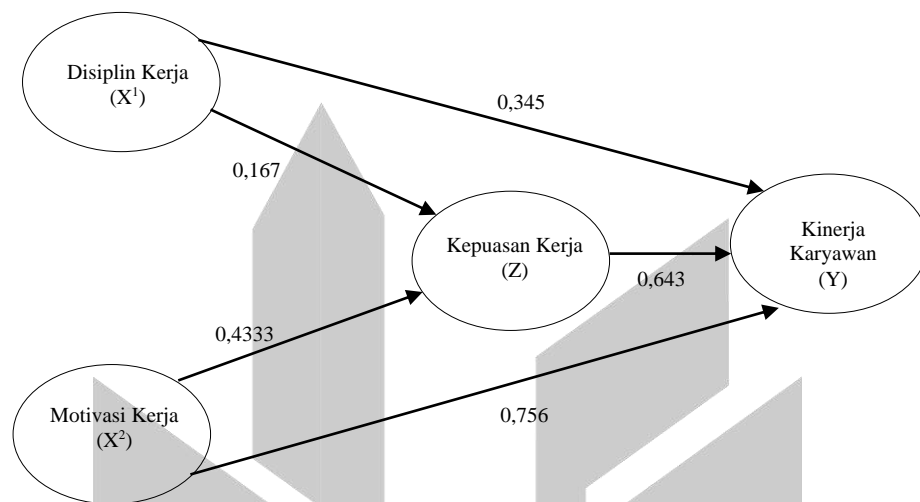 Disiplin Kerja
(X¹)
0,345
0,167
Kepuasan Kerja
(Z)
Kinerja
Karyawan
(Y)
0,643
0,4333
Motivasi Kerja
(X²)
0,756